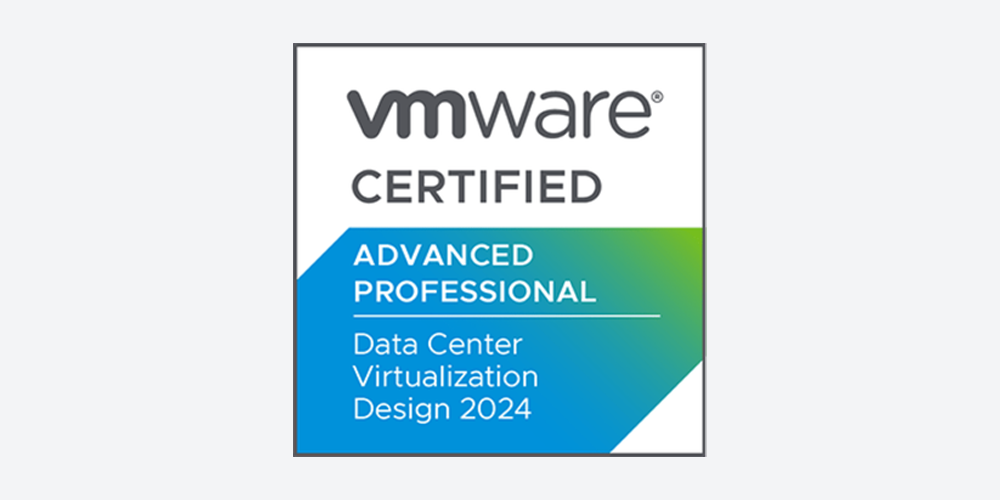 vmware®
CERTIFIED
ADVANCED
PROFESSIONAL
Data Center
Virtualization
Design 2024